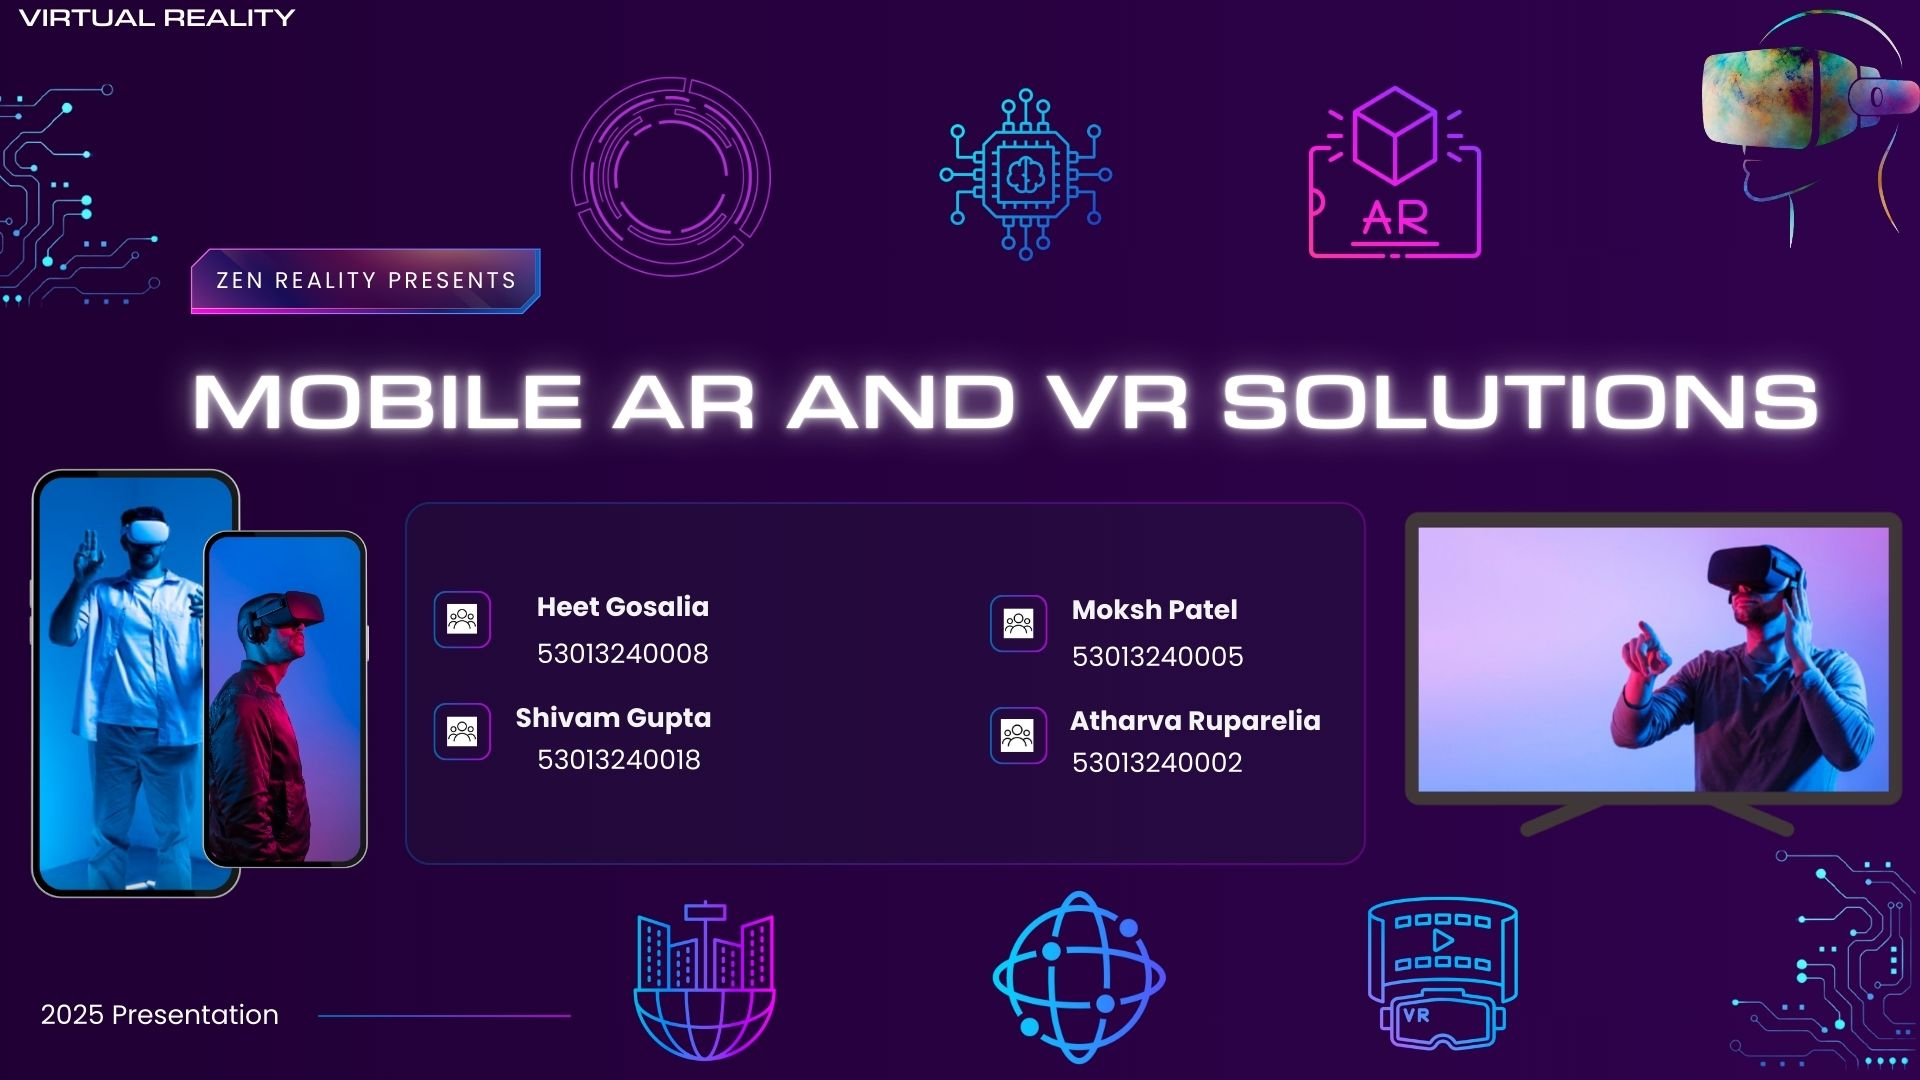 VIRTUAL REALITY
AR
ZEN REALITY PRESENTS
MOBILE AR AND VR SOLUTIONS
Heet Gosalia
53013240008
Moksh Patel
53013240005
Shivam Gupta
53013240018
Atharva Ruparelia
53013240002
VR
2025 Presentation